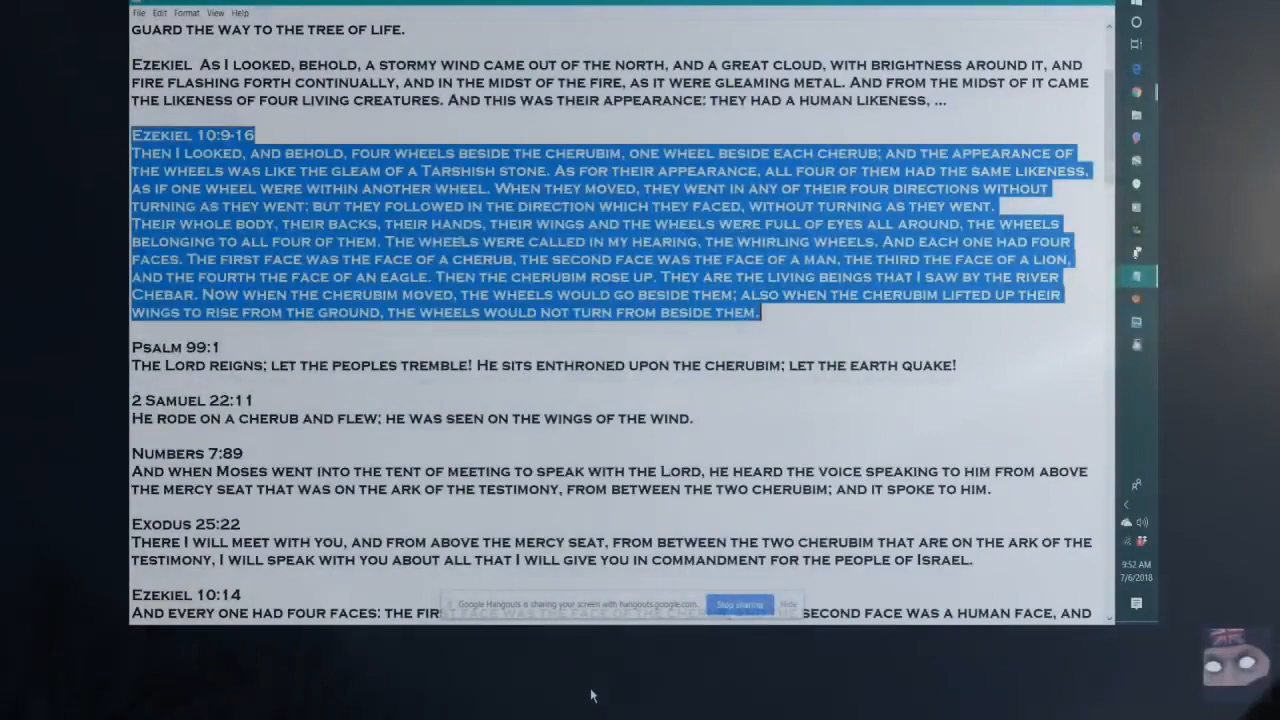 File Edit Format View Help
GUARD THE WAY TO THE TREE OF LIFE.
EZEKIEL AS I LOOKED, BEHOLD, A STORMY WIND CAME OUT OF THE NORTH, AND A GREAT CLOUD, WITH BRIGHTNESS AROUND IT, AND
FIRE FLASHING FORTH CONTINUALLY, AND IN THE MIDST OF THE FIRE, AS IT WERE GLEAMING METAL. AND FROM THE MIDST OF IT CAME
THE LIKENESS OF FOUR LIVING CREATURES. AND THIS WAS THEIR APPEARANCE: THEY HAD A HUMAN LIKENESS, ...
EZEKIEL 10:9-16
THEN I LOOKED, AND BEHOLD, FOUR WHEELS BESIDE THE CHERUBIM, ONE WHEEL BESIDE EACH CHERUB; AND THE APPEARANCE OF
THE WHEELS WAS LIKE THE GLEAM OF A TARSHISH STONE. AS FOR THEIR APPEARANCE, ALL FOUR OF THEM HAD THE SAME LIKENESS,
AS IF ONE WHEEL WERE WITHIN ANOTHER WHEEL. WHEN THEY MOVED, THEY WENT IN ANY OF THEIR FOUR DIRECTIONS WITHOUT
TURNING AS THEY WENT; BUT THEY FOLLOWED IN THE DIRECTION WHICH THEY FACED, WITHOUT TURNING AS THEY WENT.
THEIR WHOLE BODY, THEIR BACKS, THEIR HANDS, THEIR WINGS AND THE WHEELS WERE FULL OF EYES ALL AROUND, THE WHEELS
BELONGING TO ALL FOUR OF THEM. THE WHEELS WERE CALLED IN MY HEARING, THE WHIRLING WHEELS. AND EACH ONE HAD FOUR
FACES. THE FIRST FACE WAS THE FACE OF A CHERUB, THE SECOND FACE WAS THE FACE OF A MAN, THE THIRD THE FACE OF A LION,
AND THE FOURTH THE FACE OF AN EAGLE. THEN THE CHERUBIM ROSE UP. THEY ARE THE LIVING BEINGS THAT I SAW BY THE RIVER
CHEBAR. NOW WHEN THE CHERUBIM MOVED, THE WHEELS WOULD GO BESIDE THEM; ALSO WHEN THE CHERUBIM LIFTED UP THEIR
WINGS TO RISE FROM THE GROUND, THE WHEELS WOULD NOT TURN FROM BESIDE THEM.
PSALM 99:1
THE LORD REIGNS; LET THE PEOPLES TREMBLE! HE SITS ENTHRONED UPON THE CHERUBIM; LET THE EARTH QUAKE!
2 SAMUEL 22:11
HE RODE ON A CHERUB AND FLEW; HE WAS SEEN ON THE WINGS OF THE WIND.
NUMBERS 7:89
AND WHEN MOSES WENT INTO THE TENT OF MEETING TO SPEAK WITH THE LORD, HE HEARD THE VOICE SPEAKING TO HIM FROM ABOVE
THE MERCY SEAT THAT WAS ON THE ARK OF THE TESTIMONY, FROM BETWEEN THE TWO CHERUBIM; AND IT SPOKE TO HIM.
EXODUS 25:22
THERE I WILL MEET WITH YOU, AND FROM ABOVE THE MERCY SEAT, FROM BETWEEN THE TWO CHERUBIM THAT ARE ON THE ARK OF THE
TESTIMONY, I WILL SPEAK WITH YOU ABOUT ALL THAT I WILL GIVE YOU IN COMMANDMENT FOR THE PEOPLE OF ISRAEL.
EZEKIEL 10:14
AND EVERY ONE HAD FOUR FACES: THE FIRST FACE WAS THE FACE OF THE CHERUB, AND THE SECOND FACE WAS A HUMAN FACE, AND
Google Hangouts is sharing your screen with hangouts.google.com. Stop sharing Hide
9:52 AM
7/6/2018